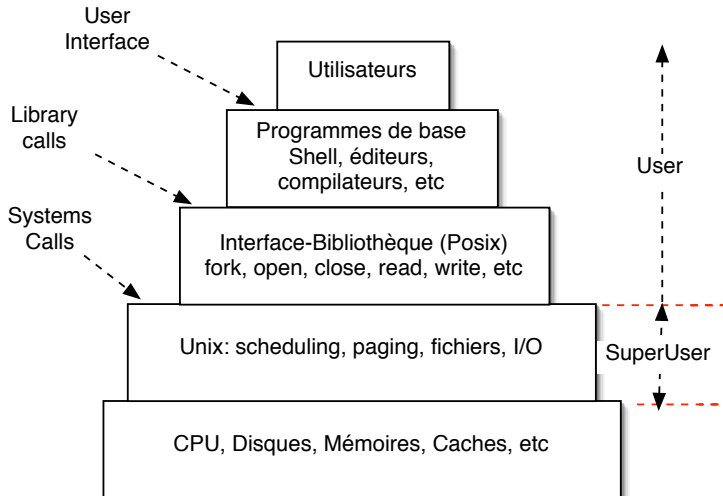 User
Interface
Utilisateurs
Library
calls
Programmes de base
Shell, éditeurs,
compilateurs, etc
User
Systems
Calls
Interface-Bibliothèque (Posix)
fork, open, close, read, write, etc
Unix: scheduling, paging, fichiers, I/O
SuperUser
CPU, Disques, Mémoires, Caches, etc